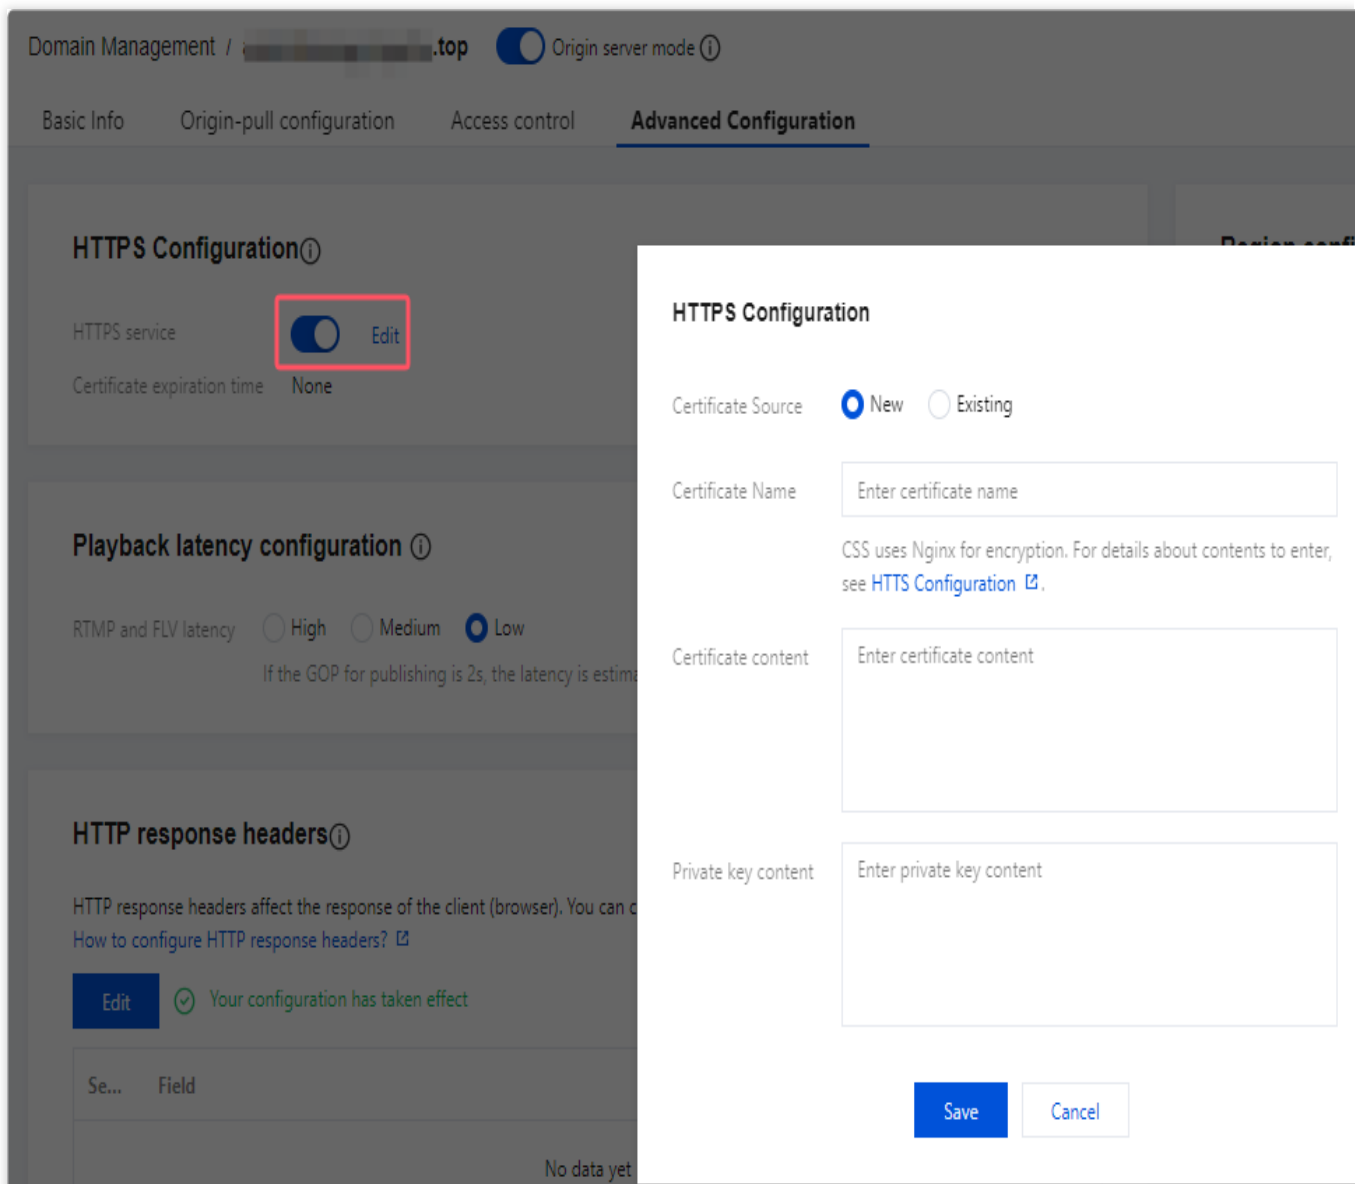 Domain Management / .top Origin server mode
Basic Info Origin-pull configuration Access control Advanced Configuration
HTTPS Configuration
HTTPS service Edit
Certificate expiration time None
Playback latency configuration
RTMP and FLV latency High Medium Low
If the GOP for publishing is 2s, the latency is estima
HTTP response headers
HTTP response headers affect the response of the client (browser). You can c
How to configure HTTP response headers?
Edit Your configuration has taken effect
Se... Field
No data yet
Region confi
HTTPS Configuration
Certificate Source New Existing
Certificate Name Enter certificate name
CSS uses Nginx for encryption. For details about contents to enter,
see HTTS Configuration .
Certificate content Enter certificate content
Private key content Enter private key content
Save Cancel